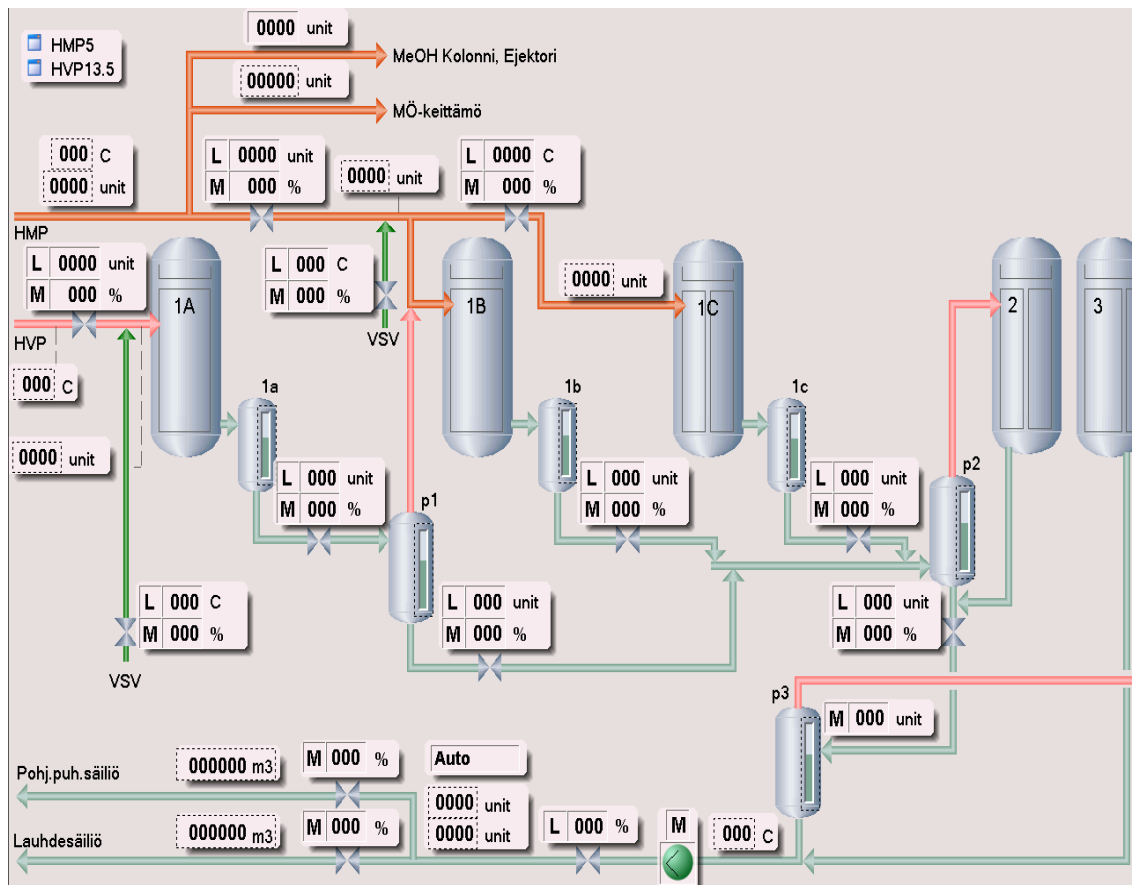 HMP5
HVP13.5
0000 unit
MeOH Kolonni, Ejektori
00000 unit
MÖ-keittämö
000 C
0000 unit
L 0000 unit
M 000 %
0000 unit
L 0000 C
M 000 %
HMP
L 0000 unit
M 000 %
1A
L 000 C
M 000 %
VSV
1B
0000 unit
1C
2
3
HVP
000 C
0000 unit
1a
L 000 unit
M 000 %
p1
1b
L 000 unit
M 000 %
1c
L 000 unit
M 000 %
p2
L 000 C
M 000 %
VSV
L 000 unit
M 000 %
L 000 unit
M 000 %
p3
M 000 unit
Pohj.puh.säiliö
000000 m3
M 000 %
Auto
0000 unit
0000 unit
Lauhdesäiliö
000000 m3
M 000 %
L 000 %
M
000 C